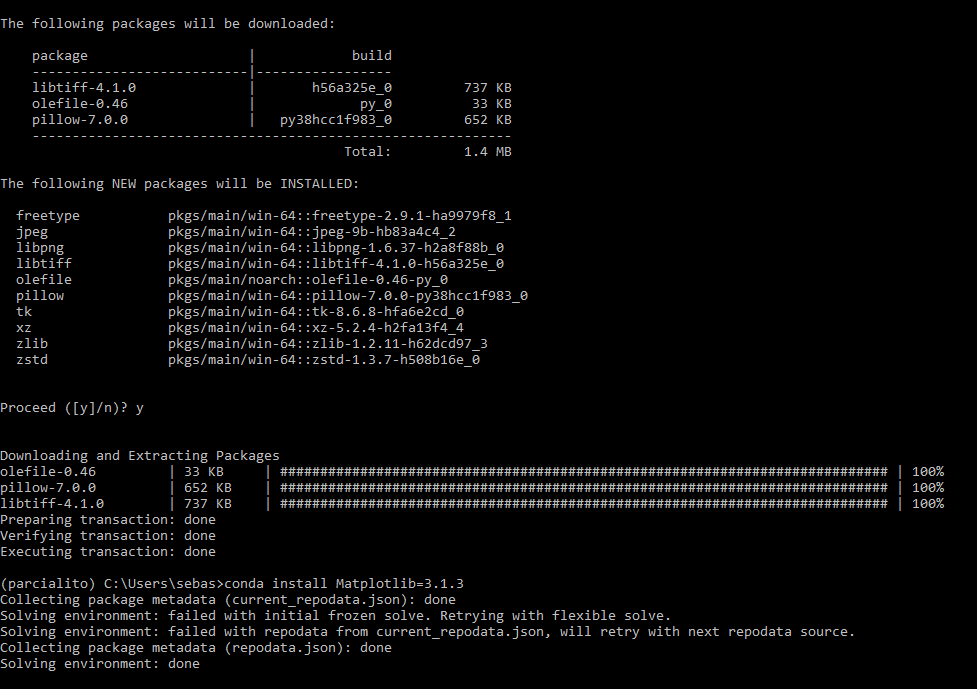 The following packages will be downloaded:
package | build
---------------------------|-----------------
libtiff-4.1.0 | h56a325e_0 737 KB
olefile-0.46 | py_0 33 KB
pillow-7.0.0 | py38hcc1f983_0 652 KB
------------------------------------------------------------
Total: 1.4 MB
The following NEW packages will be INSTALLED:
freetype pkgs/main/win-64::freetype-2.9.1-ha9979f8_1
jpeg pkgs/main/win-64::jpeg-9b-hb83a4c4_2
libpng pkgs/main/win-64::libpng-1.6.37-h2a8f88b_0
libtiff pkgs/main/win-64::libtiff-4.1.0-h56a325e_0
olefile pkgs/main/noarch::olefile-0.46-py_0
pillow pkgs/main/win-64::pillow-7.0.0-py38hcc1f983_0
tk pkgs/main/win-64::tk-8.6.8-hfa6e2cd_0
xz pkgs/main/win-64::xz-5.2.4-h2fa13f4_4
zlib pkgs/main/win-64::zlib-1.2.11-h62dcd97_3
zstd pkgs/main/win-64::zstd-1.3.7-h508b16e_0
Proceed ([y]/n)? y
Downloading and Extracting Packages
olefile-0.46 | 33 KB | ############################################################################ | 100%
pillow-7.0.0 | 652 KB | ############################################################################ | 100%
libtiff-4.1.0 | 737 KB | ############################################################################ | 100%
Preparing transaction: done
Verifying transaction: done
Executing transaction: done
(parcialito) C:\Users\sebas>conda install Matplotlib=3.1.3
Collecting package metadata (current_repodata.json): done
Solving environment: failed with initial frozen solve. Retrying with flexible solve.
Solving environment: failed with repodata from current_repodata.json, will retry with next repodata source.
Collecting package metadata (repodata.json): done
Solving environment: done